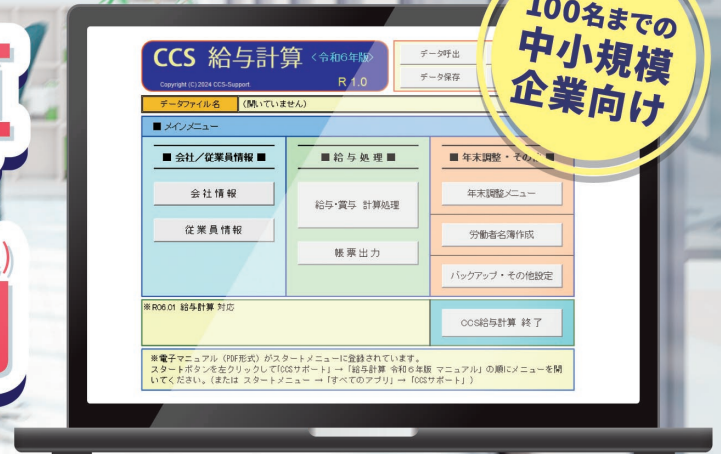 100名までの
中小規模
企業向け
CCS 給与計算 〈令和6年版〉
Copyright (C) 2024 CCS-Support
R 1.0
データ呼出
データ保存
データファイル名 (開いていません)
■ メインメニュー
■ 会社/従業員情報 ■
会社情報
従業員情報
■ 給 与 処 理 ■
給与・賞与 計算処理
帳票出力
■ 年末調整・その
年末調整メニュー
労働者名簿作成
バックアップ・その他設定
※R06.01 給与計算 対応
CCS給与計算 終了
※電子マニュアル (PDF形式) がスタートメニューに登録されています。
スタートボタンを左クリックして「CCSサポート」→「給与計算 令和6年版 マニュアル」の順にメニューを開
いてください。(または スタートメニュー →「すべてのアプリ」→「CCSサポート」)